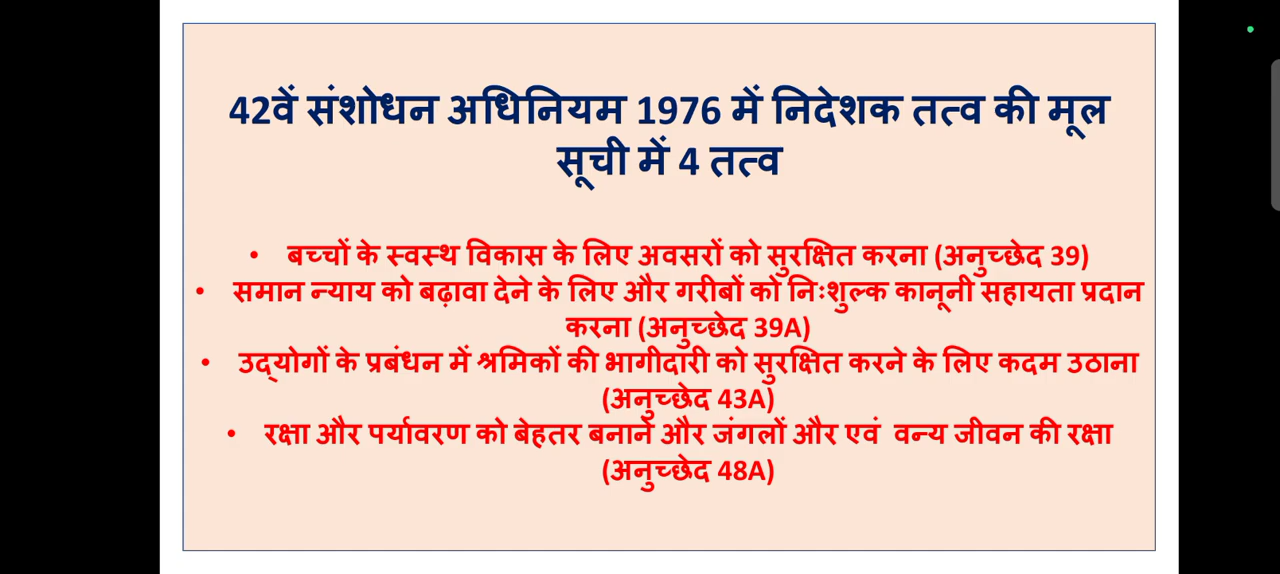 42वें संशोधन अधिनियम 1976 में निदेशक तत्व की मूल
सूची में 4 तत्व
• बच्चों के स्वस्थ विकास के लिए अवसरों को सुरक्षित करना (अनुच्छेद 39)
• समान न्याय को बढ़ावा देने के लिए और गरीबों को निःशुल्क कानूनी सहायता प्रदान
करना (अनुच्छेद 39A)
• उद्योगों के प्रबंधन में श्रमिकों की भागीदारी को सुरक्षित करने के लिए कदम उठाना
(अनुच्छेद 43A)
• रक्षा और पर्यावरण को बेहतर बनाने और जंगलों और एवं वन्य जीवन की रक्षा
(अनुच्छेद 48A)